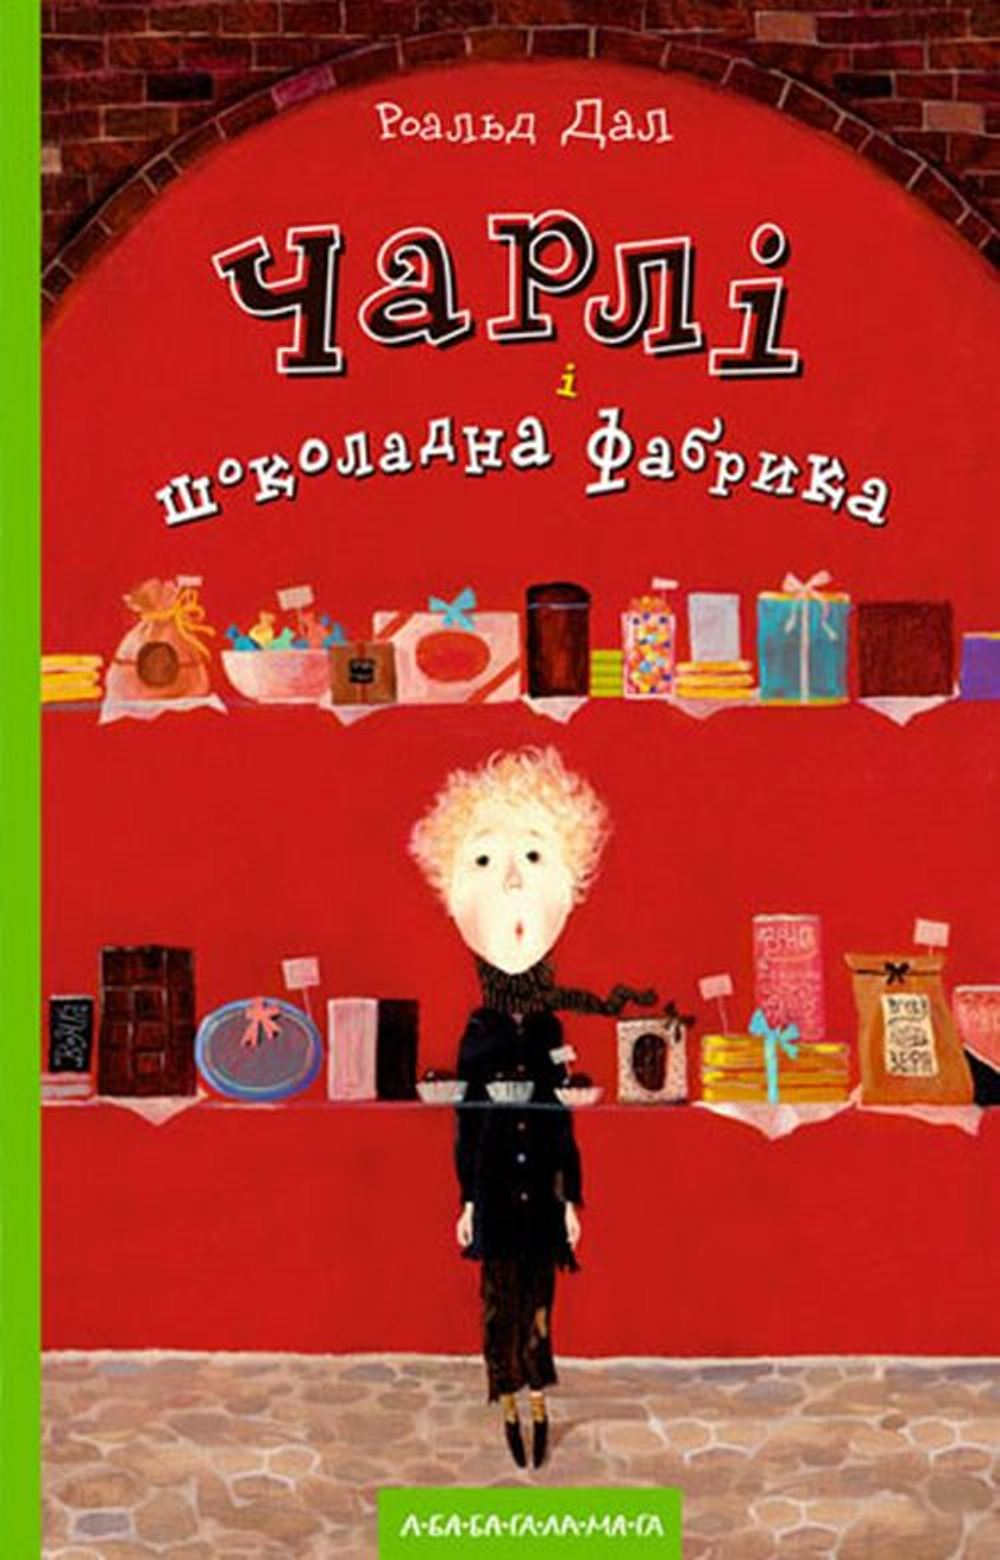 Роальд Дал
Чарлі
і
шоколадна фабрика
А-БА-БА-ГА-ЛА-МА-ГА